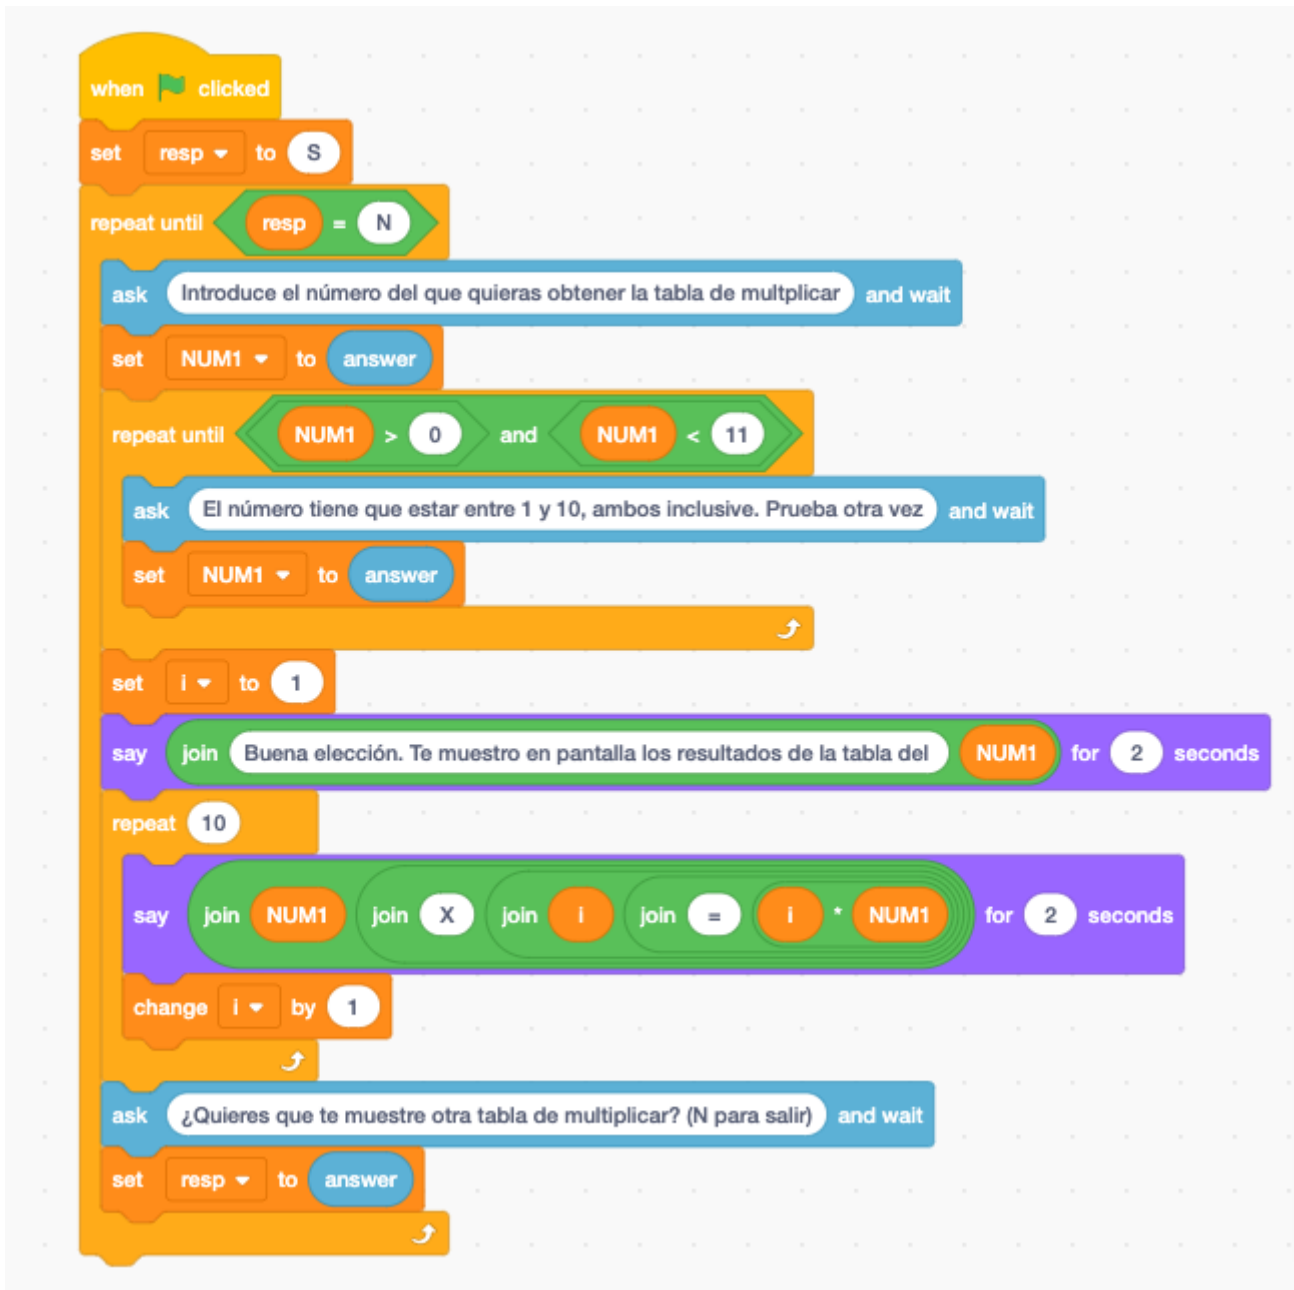 when clicked
set resp to S
repeat until resp = N
ask Introduce el número del que quieras obtener la tabla de multplicar and wait
set NUM1 to answer
repeat until NUM1 > 0 and NUM1 < 11
ask El número tiene que estar entre 1 y 10, ambos inclusive. Prueba otra vez and wait
set NUM1 to answer
set i to 1
say join Buena elección. Te muestro en pantalla los resultados de la tabla del NUM1 for 2 seconds
repeat 10
say join NUM1 join X join i join = i * NUM1 for 2 seconds
change i by 1
ask ¿Quieres que te muestre otra tabla de multiplicar? (N para salir) and wait
set resp to answer